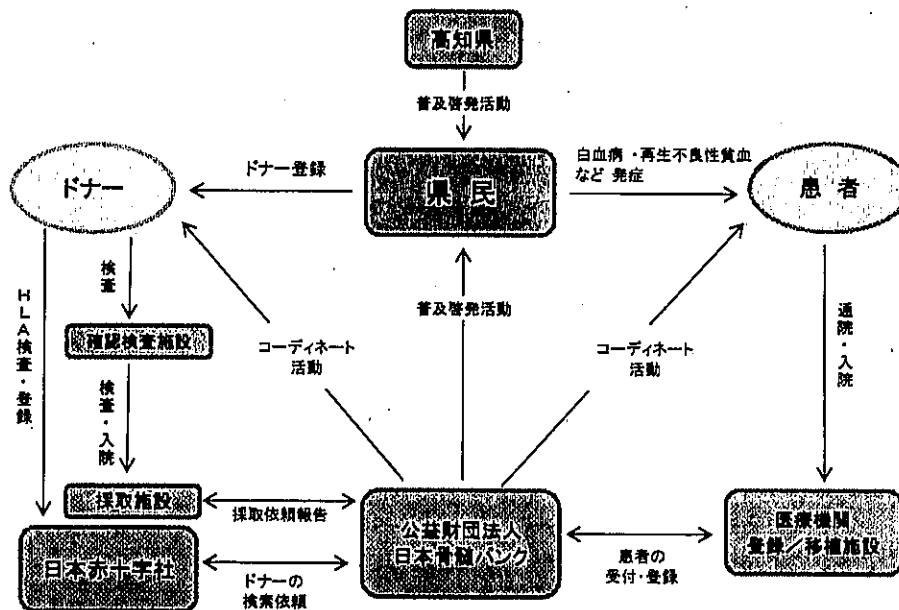 高知県
普及啓発活動
ドナー
ドナー登録
県民
白血病・再生不良性貧血
など 発症
患者
検査
HLA検査・登録
確認検査施設
普及啓発活動
コーディネート
活動
コーディネート
活動
通院・入院
検査・入院
採取施設
採取依頼報告
公益財団法人
日本骨髄バンク
医療機関
登録／移植施設
日本赤十字社
ドナーの
検索依頼
患者の
受付・登録